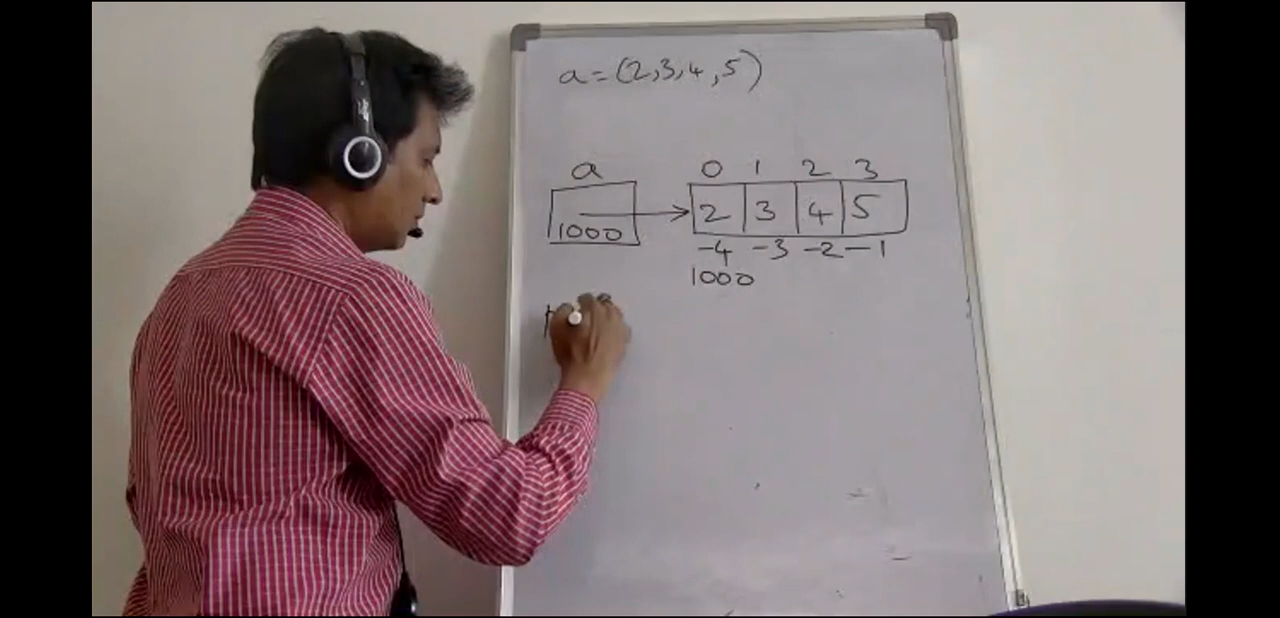 a = (2,3,4,5)
a
0 1 2 3
1000
2 3 4 5
-4 -3 -2 -1
1000